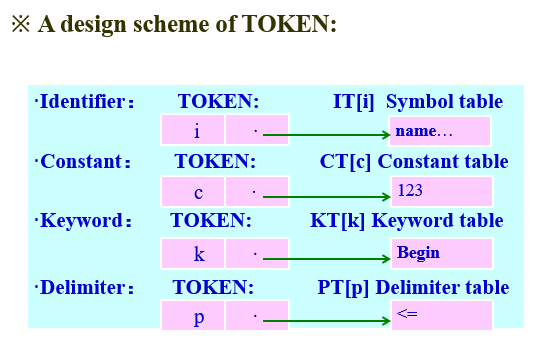 ※ A design scheme of TOKEN:
·Identifier： TOKEN: IT[i] Symbol table
i · name…
·Constant： TOKEN: CT[c] Constant table
c · 123
·Keyword： TOKEN: KT[k] Keyword table
k · Begin
·Delimiter： TOKEN: PT[p] Delimiter table
p · <=